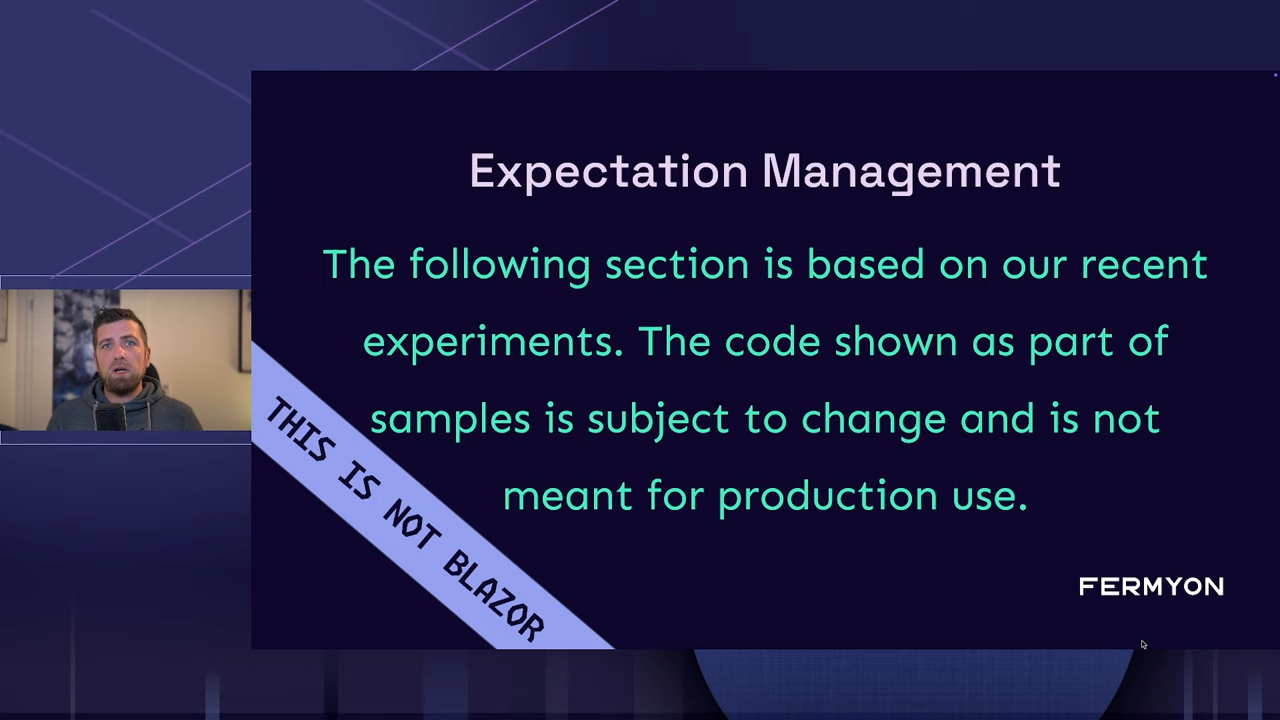 Expectation Management
The following section is based on our recent
experiments. The code shown as part of
samples is subject to change and is not
meant for production use.
THIS IS NOT BLAZOR
FERMYON